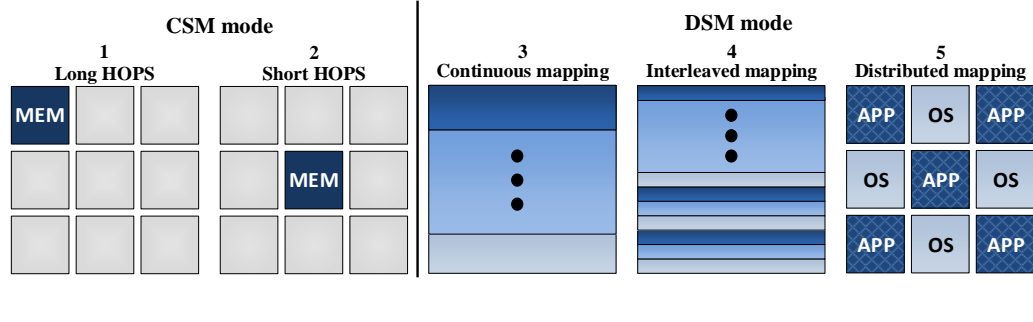 CSM mode
DSM mode
1
Long HOPS
2
Short HOPS
3
Continuous mapping
4
Interleaved mapping
5
Distributed mapping
MEM
MEM
APP OS APP
OS APP OS
APP OS APP